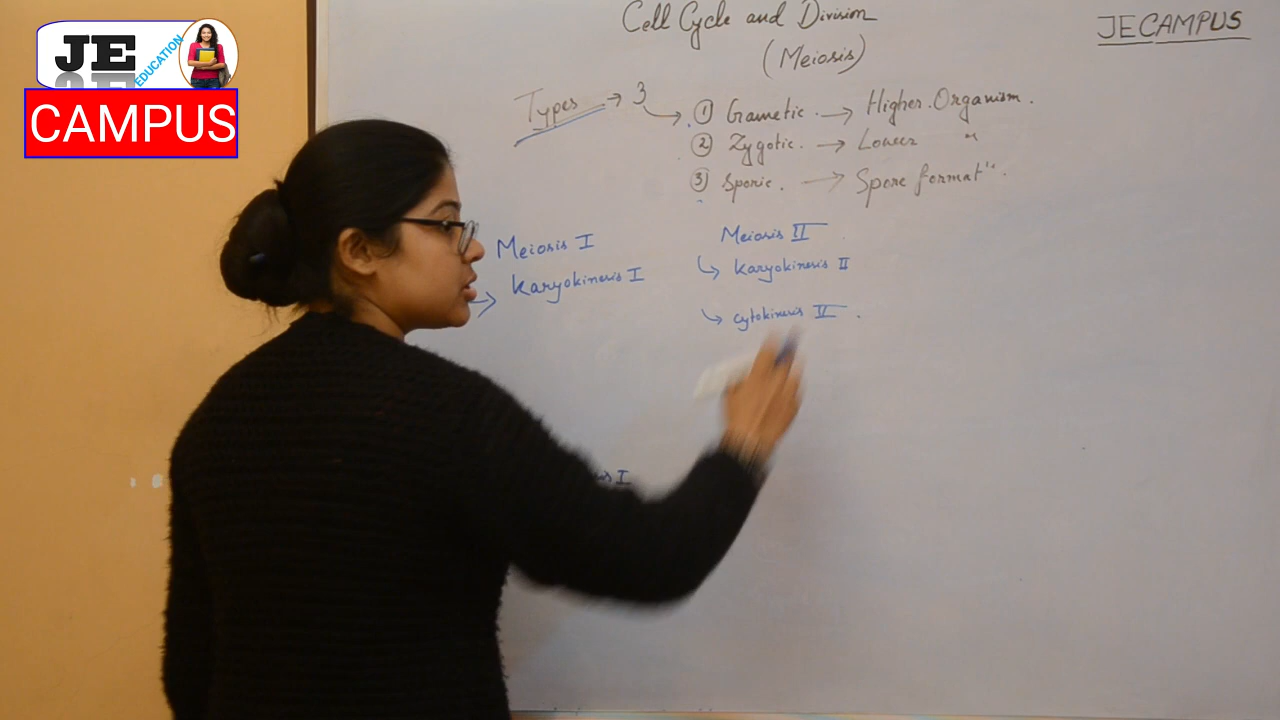 JE
EDUCATION
CAMPUS
Cell Cycle and Division
(Meiosis)
JECAMPUS
Types → 3
① Gametic. → Higher Organism.
② Zygotic. → Lower "
③ Sporic. → Spore format".
Meiosis I
Karyokinesis I
Meiosis II
Karyokinesis II
cytokinesis II.
I